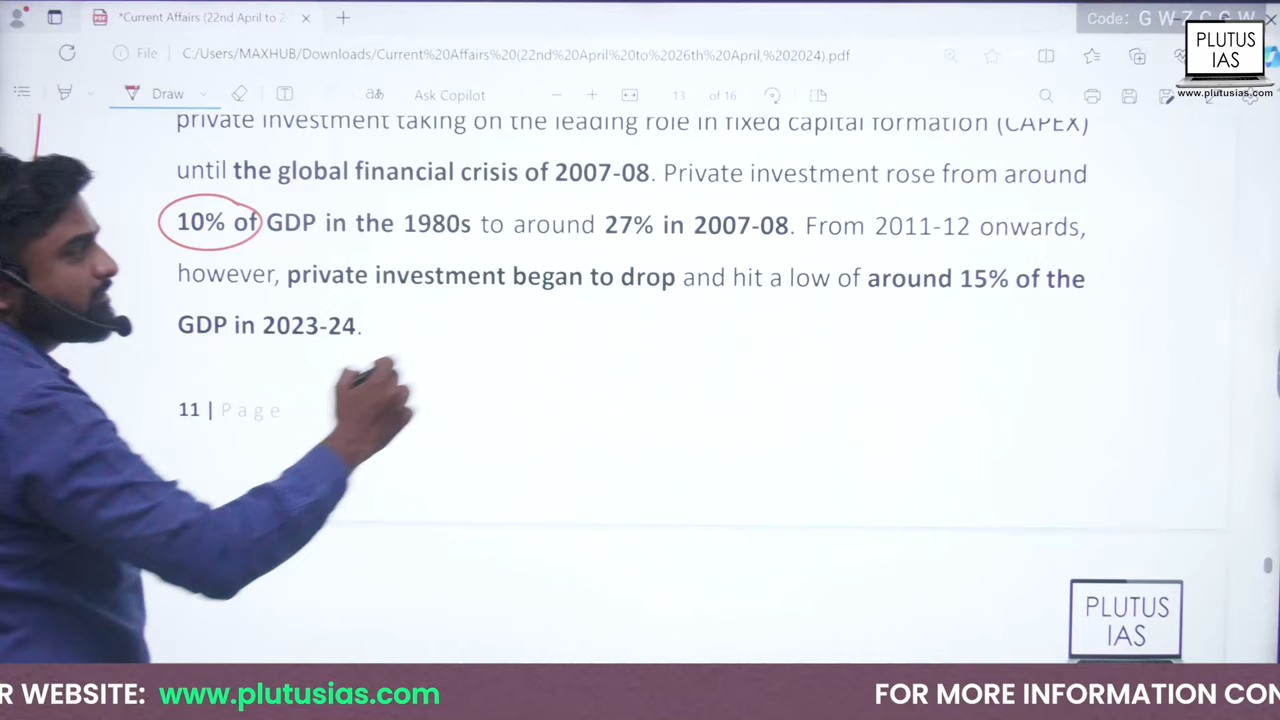 *Current Affairs (22nd April to 2
Code: G W Z C G W
File
C:/Users/MAXHUB/Downloads/Current%20Affairs%20(22nd%20April%20to%2026th%20April,%202024).pdf
PLUTUS
IAS
www.plutusias.com
Draw
Ask Copilot
13 of 16
private investment taking on the leading role in fixed capital formation (CAPEX)
until the global financial crisis of 2007-08. Private investment rose from around
10% of GDP in the 1980s to around 27% in 2007-08. From 2011-12 onwards,
however, private investment began to drop and hit a low of around 15% of the
GDP in 2023-24.
11 | Page
PLUTUS
IAS
R WEBSITE: www.plutusias.com
FOR MORE INFORMATION CON